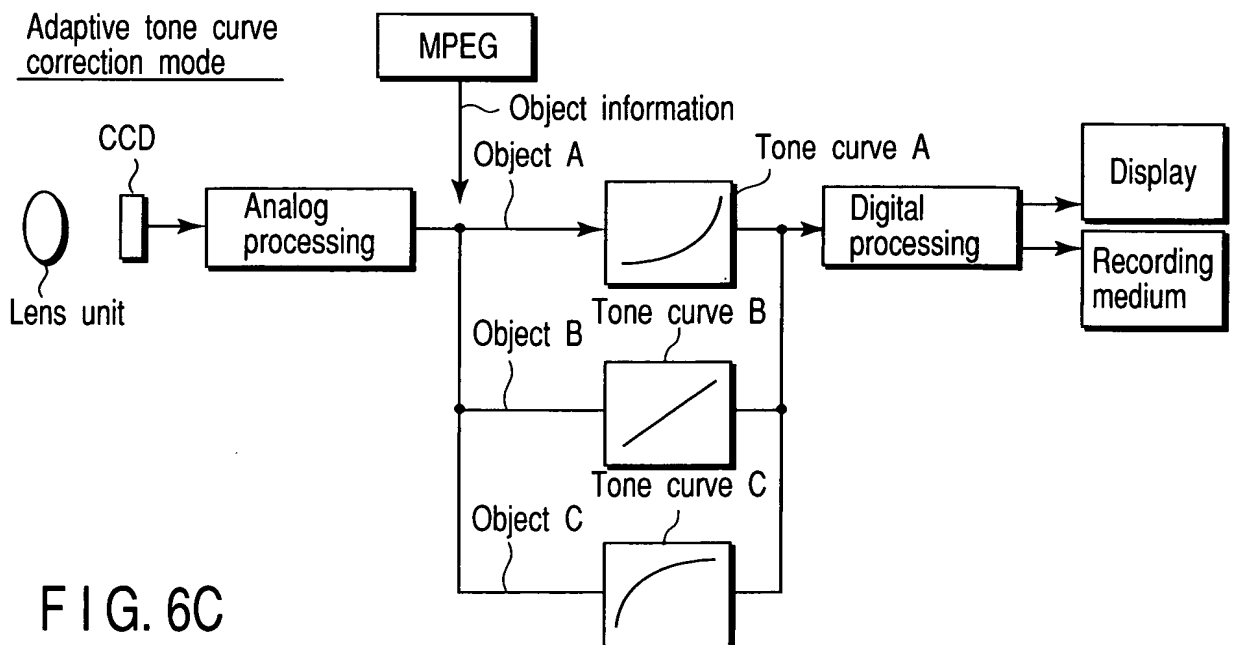 Adaptive tone curve
correction mode
MPEG
Object information
CCD
Object A
Tone curve A
Analog
processing
Digital
processing
Display
Recording
medium
Lens unit
Object B
Tone curve B
Object C
Tone curve C
FIG. 6C